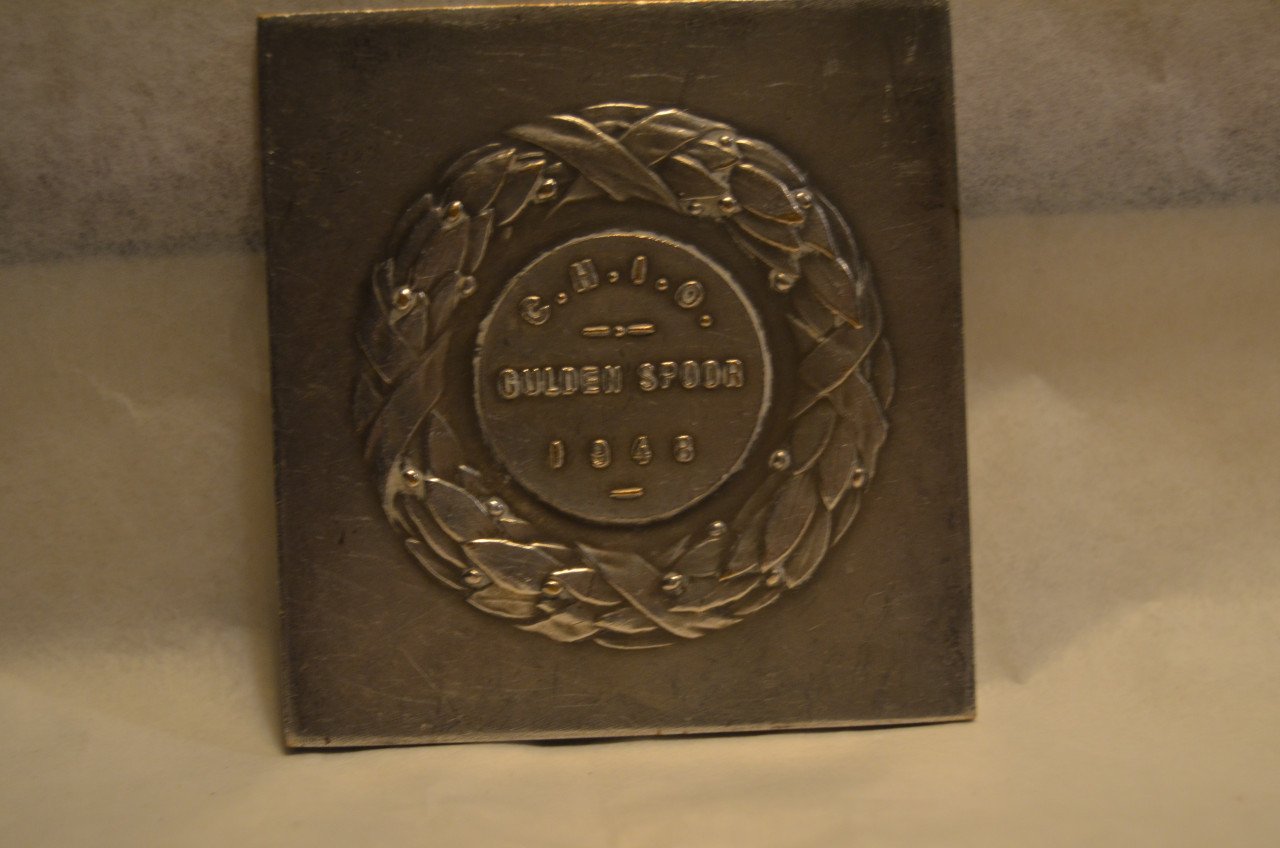 C.H.I.O.
GULDEN SPOOR
1948